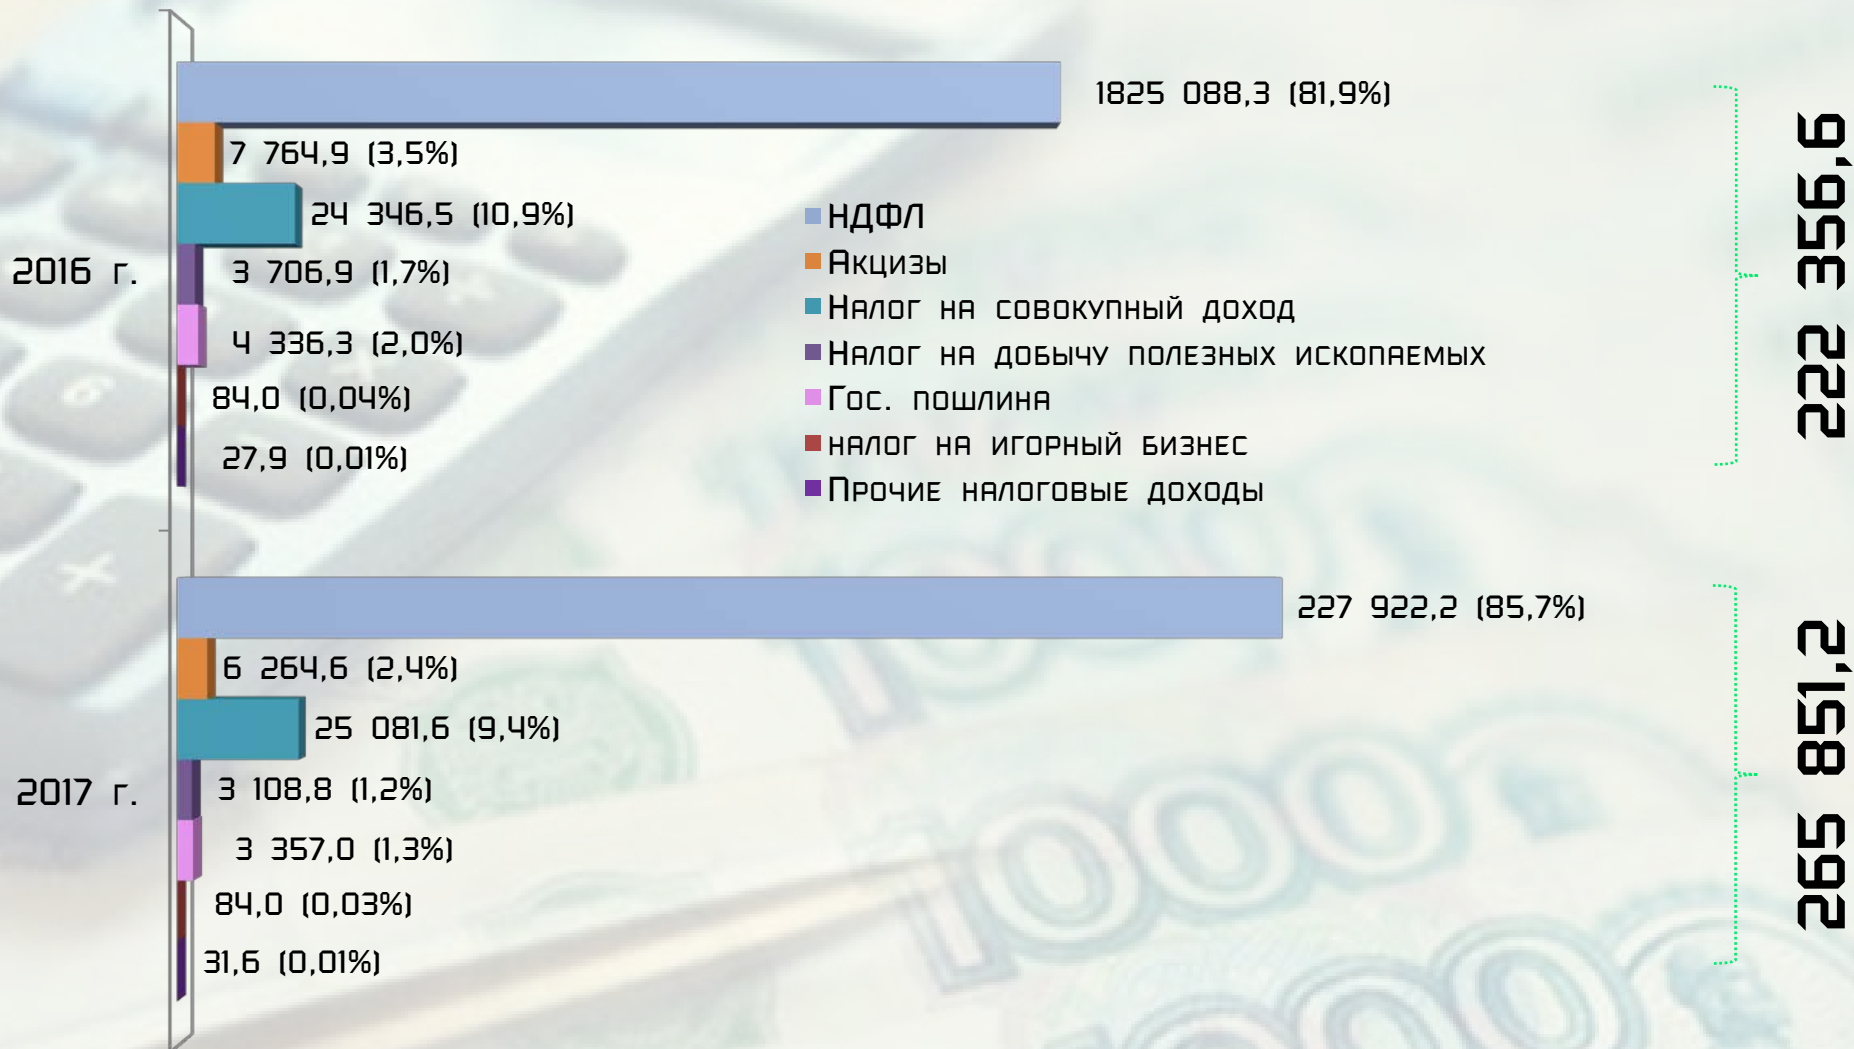 1825 088,3 (81,9%)
7 764,9 (3,5%)
24 346,5 (10,9%)
2016 г.
3 706,9 (1,7%)
4 336,3 (2,0%)
84,0 (0,04%)
27,9 (0,01%)
НДФЛ
Акцизы
Налог на совокупный доход
Налог на добычу полезных ископаемых
Гос. пошлина
налог на игорный бизнес
Прочие налоговые доходы
222 356,6
227 922,2 (85,7%)
6 264,6 (2,4%)
25 081,6 (9,4%)
2017 г.
3 108,8 (1,2%)
3 357,0 (1,3%)
84,0 (0,03%)
31,6 (0,01%)
265 851,2